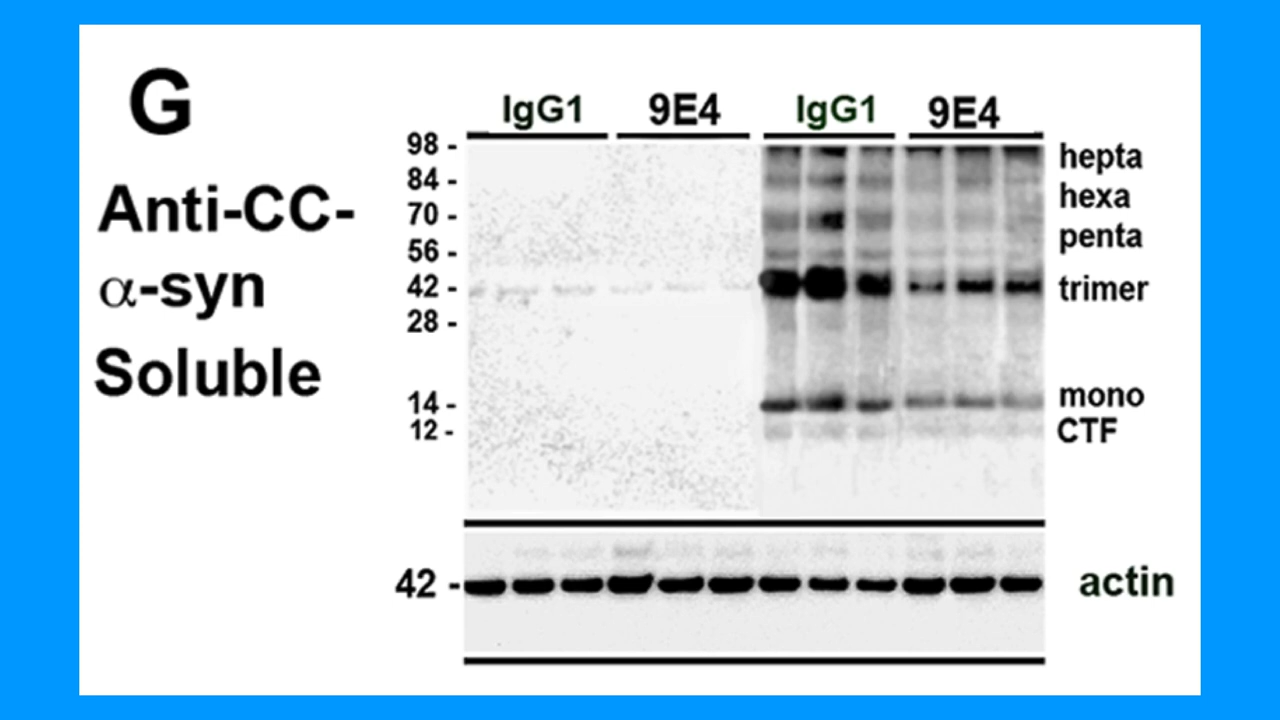 G
Anti-CC-
α-syn
Soluble
IgG1 9E4 IgG1 9E4
98 - hepta
84 - hexa
70 - penta
56 -
42 - trimer
28 -
14 - mono
12 - CTF
42 - actin